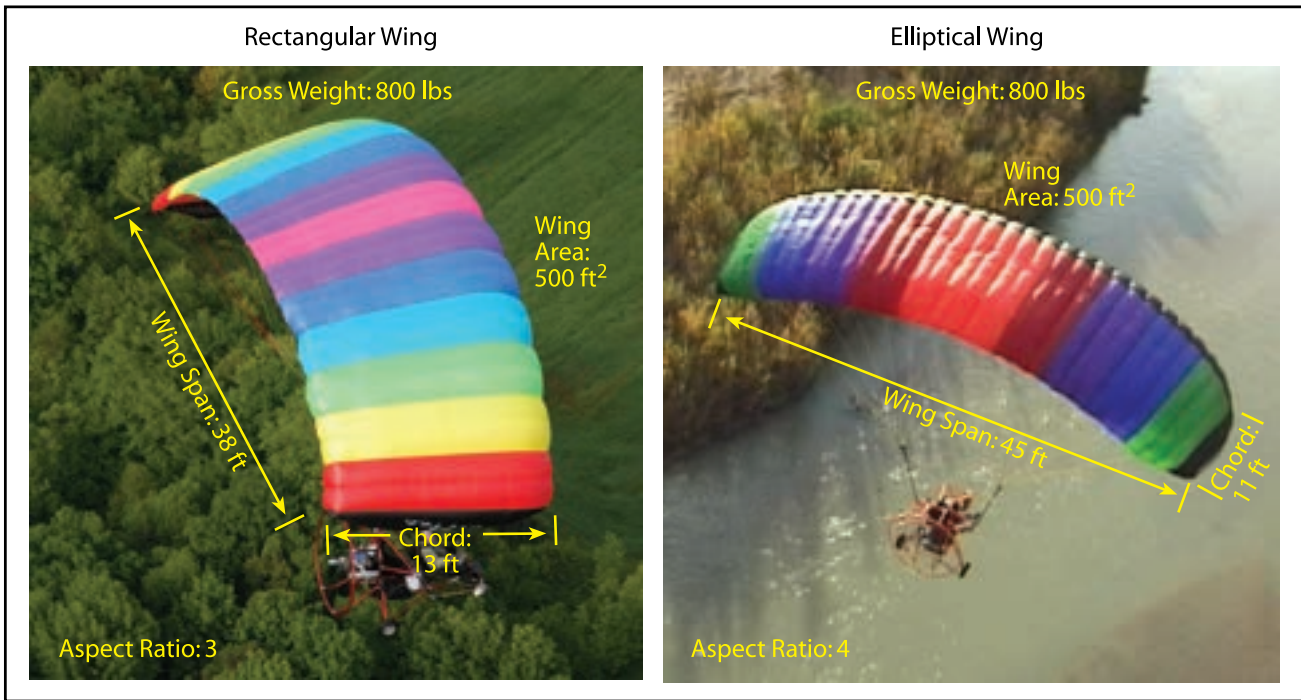 Rectangular Wing
Gross Weight: 800 lbs
Wing
Area:
500 ft²
Wing Span: 38 ft
Chord:
13 ft
Aspect Ratio: 3
Elliptical Wing
Gross Weight: 800 lbs
Wing
Area: 500 ft²
Wing Span: 45 ft
Chord:
11 ft
Aspect Ratio: 4